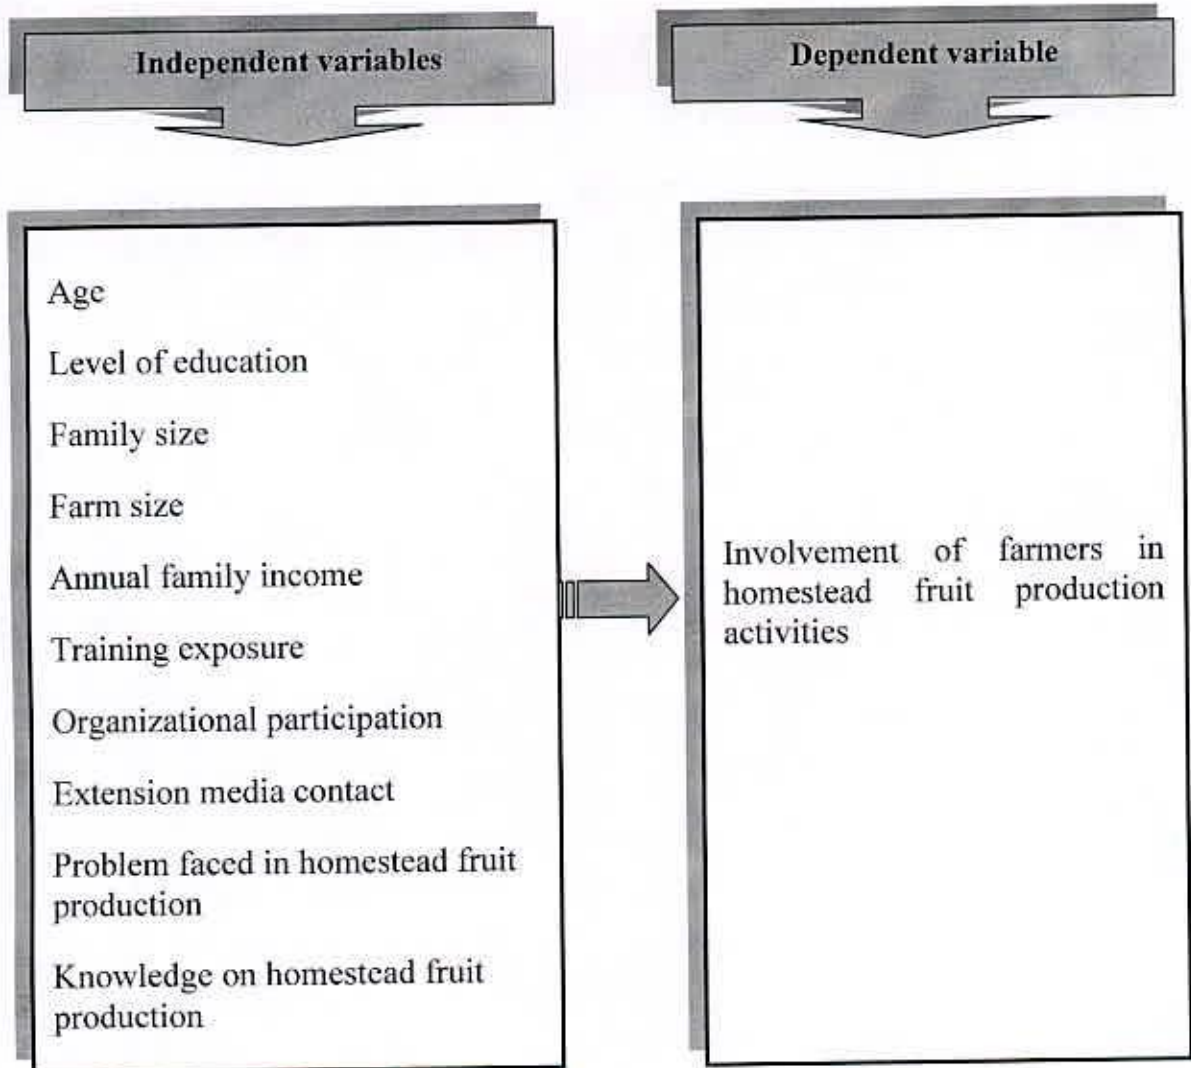 Independent variables
Dependent variable
Age
Level of education
Family size
Farm size
Annual family income
Training exposure
Organizational participation
Extension media contact
Problem faced in homestead fruit
production
Knowledge on homestead fruit
production
Involvement of farmers in
homestead fruit production
activities